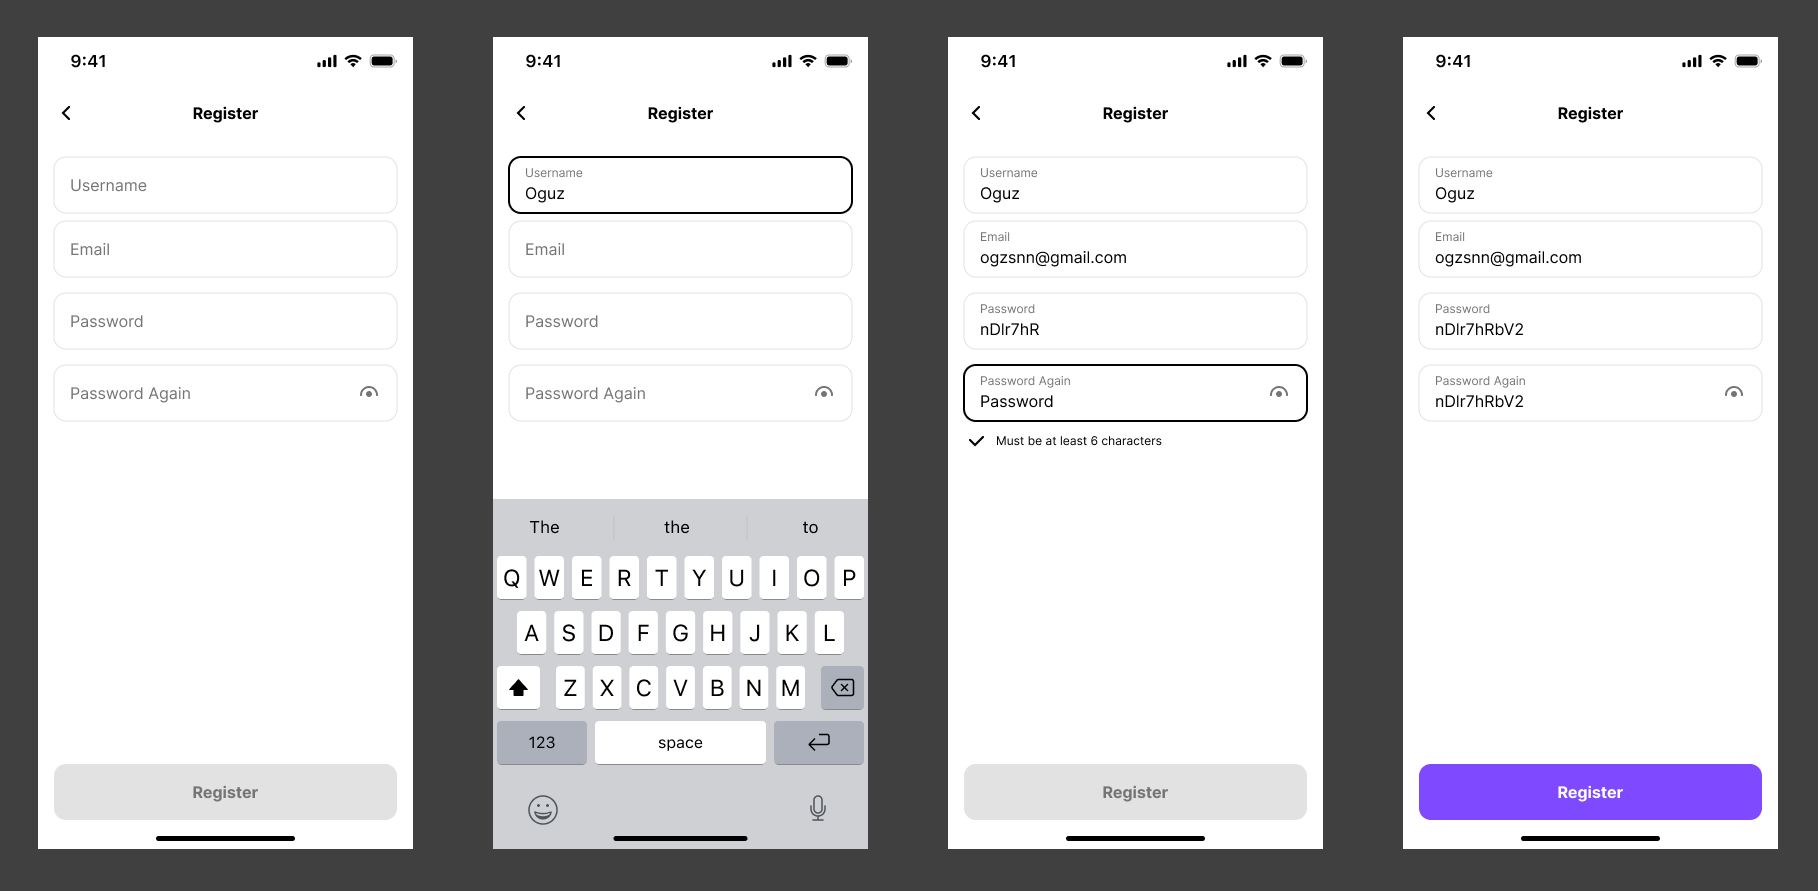 9:41
Register
Username
Email
Password
Password Again
Register
9:41
Register
Username
Oguz
Email
Password
Password Again
The the to
Q W E R T Y U I O P
A S D F G H J K L
Z X C V B N M
123 space
9:41
Register
Username
Oguz
Email
ogzsnn@gmail.com
Password
nDlr7hR
Password Again
Password
Must be at least 6 characters
Register
9:41
Register
Username
Oguz
Email
ogzsnn@gmail.com
Password
nDlr7hRbV2
Password Again
nDlr7hRbV2
Register